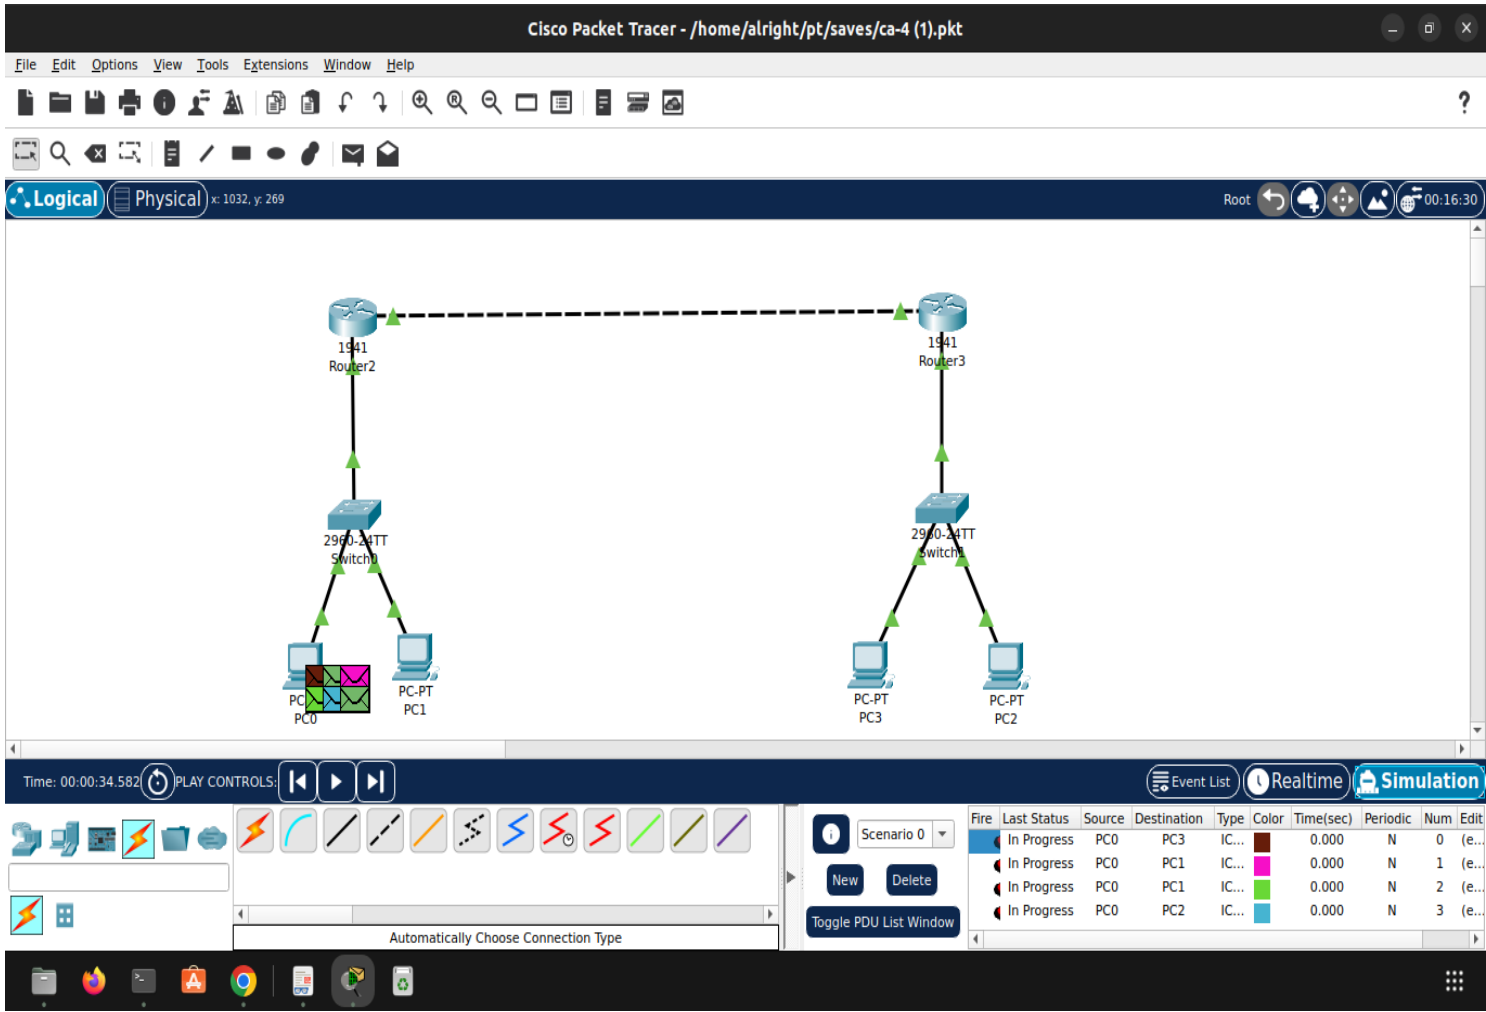 Cisco Packet Tracer - /home/alright/pt/saves/ca-4 (1).pkt
File Edit Options View Tools Extensions Window Help
?
Logical Physical x: 1032, y: 269 Root 00:16:30
1941
Router2
1941
Router3
2960-24TT
Switch0
2960-24TT
Switch1
PC
PC0
PC-PT
PC1
PC-PT
PC3
PC-PT
PC2
Time: 00:00:34.582 PLAY CONTROLS: Event List Realtime Simulation
Scenario 0
New Delete
Toggle PDU List Window
Automatically Choose Connection Type
Fire Last Status Source Destination Type Color Time(sec) Periodic Num Edit
In Progress PC0 PC3 IC... 0.000 N 0 (e...
In Progress PC0 PC1 IC... 0.000 N 1 (e...
In Progress PC0 PC1 IC... 0.000 N 2 (e...
In Progress PC0 PC2 IC... 0.000 N 3 (e...